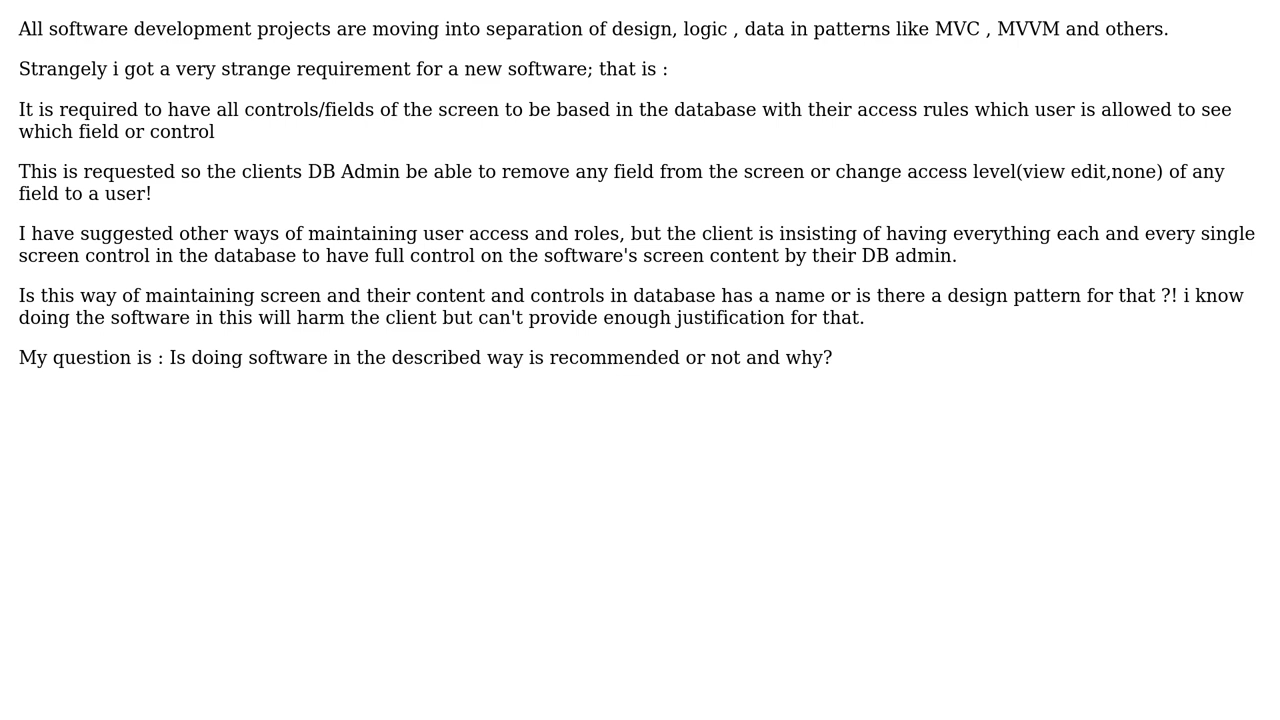 All software development projects are moving into separation of design, logic , data in patterns like MVC , MVVM and others.
Strangely i got a very strange requirement for a new software; that is :
It is required to have all controls/fields of the screen to be based in the database with their access rules which user is allowed to see
which field or control
This is requested so the clients DB Admin be able to remove any field from the screen or change access level(view edit,none) of any
field to a user!
I have suggested other ways of maintaining user access and roles, but the client is insisting of having everything each and every single
screen control in the database to have full control on the software's screen content by their DB admin.
Is this way of maintaining screen and their content and controls in database has a name or is there a design pattern for that ?! i know
doing the software in this will harm the client but can't provide enough justification for that.
My question is : Is doing software in the described way is recommended or not and why?